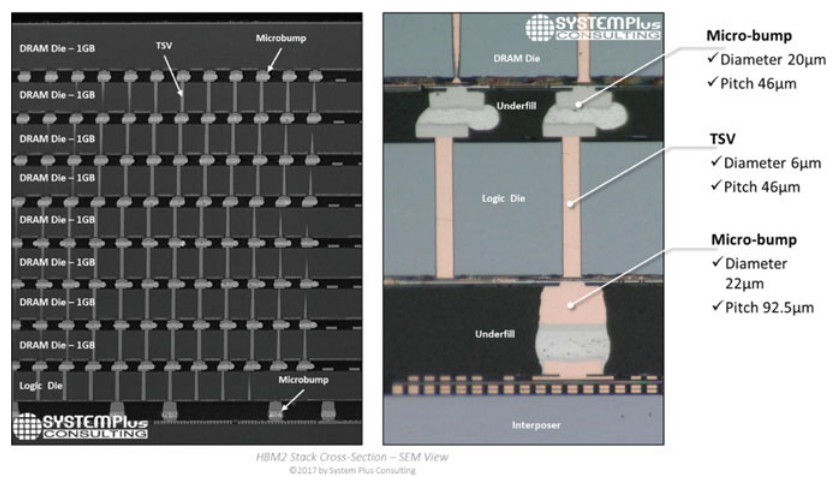 DRAM Die – 1GB
TSV
Microbump
DRAM Die – 1GB
DRAM Die – 1GB
DRAM Die – 1GB
DRAM Die – 1GB
DRAM Die – 1GB
DRAM Die – 1GB
DRAM Die – 1GB
Logic Die
Microbump
SYSTEMPlus
CONSULTING
SYSTEMPlus
CONSULTING
DRAM Die
Underfill
Logic Die
Underfill
Interposer
Micro-bump
✓Diameter 20µm
✓Pitch 46µm
TSV
✓Diameter 6µm
✓Pitch 46µm
Micro-bump
✓Diameter
22µm
✓Pitch 92.5µm
HBM2 Stack Cross-Section – SEM View
©2017 by System Plus Consulting